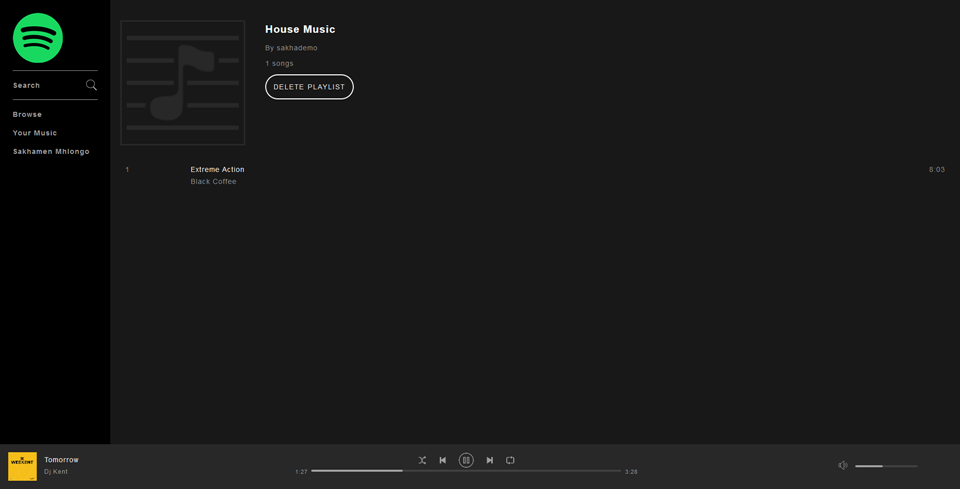 Search
Browse
Your Music
Sakhamen Mhlongo
House Music
By sakhademo
1 songs
DELETE PLAYLIST
1 Extreme Action 8:03
Black Coffee
WEEKENT
Tomorrow
Dj Kent
1:27 3:28